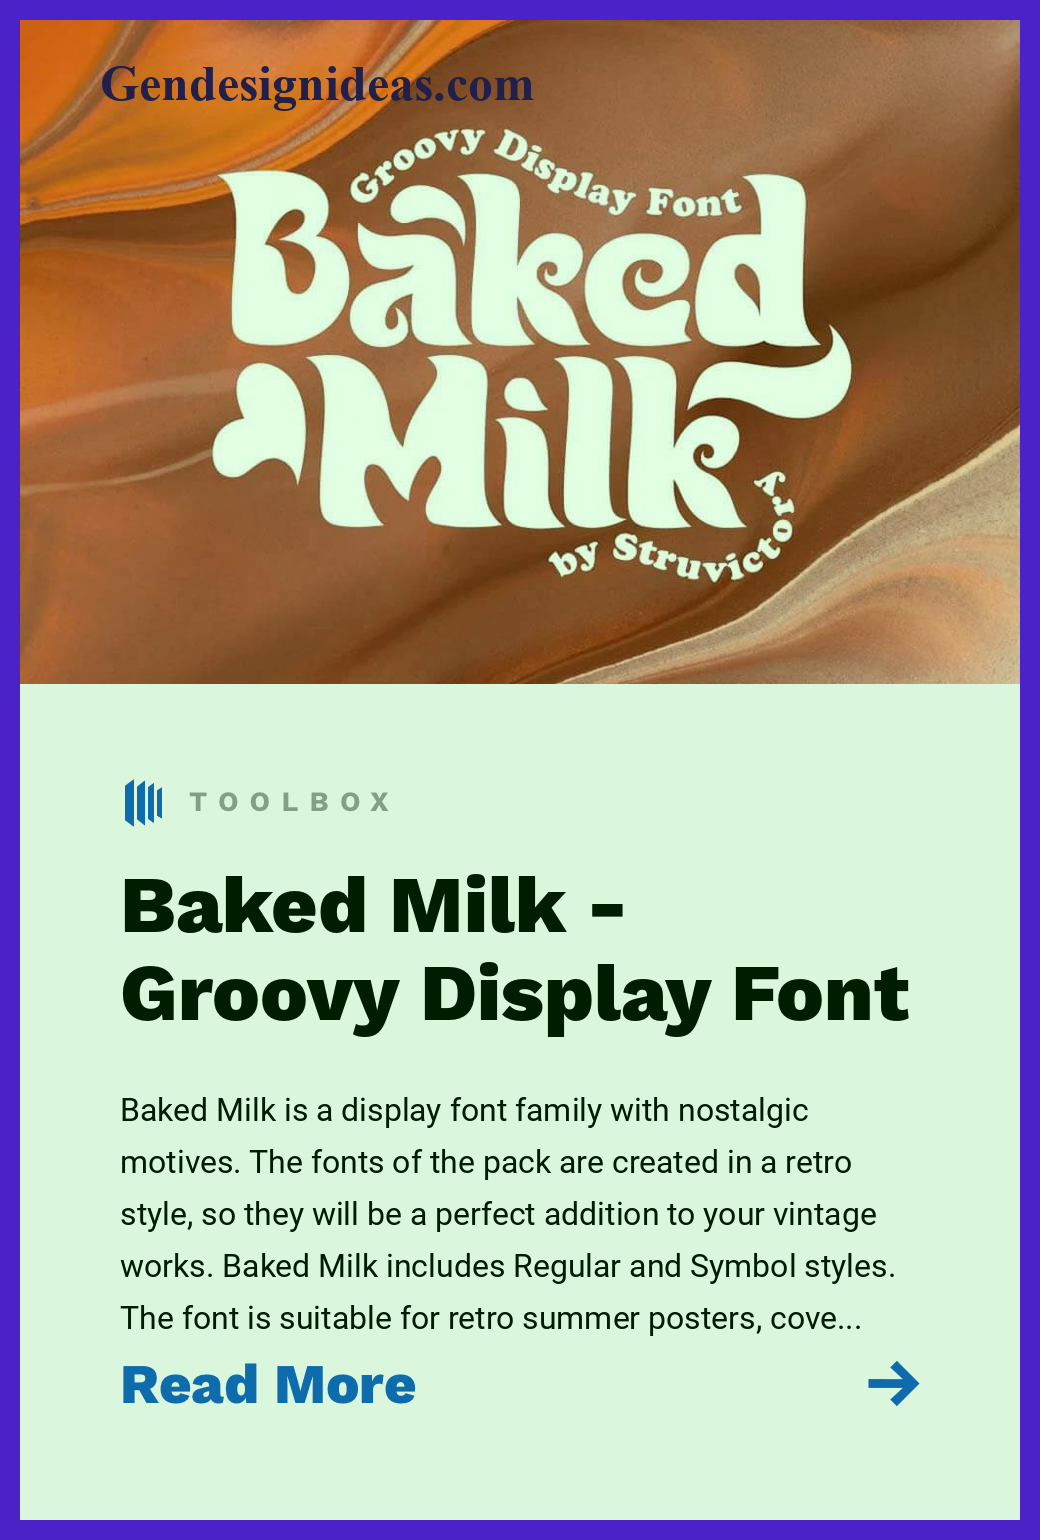 Gendesignideas.com
Groovy Display Font
Baked
Milk
by Struvictory
TOOLBOX
Baked Milk -
Groovy Display Font
Baked Milk is a display font family with nostalgic
motives. The fonts of the pack are created in a retro
style, so they will be a perfect addition to your vintage
works. Baked Milk includes Regular and Symbol styles.
The font is suitable for retro summer posters, cove...
Read More